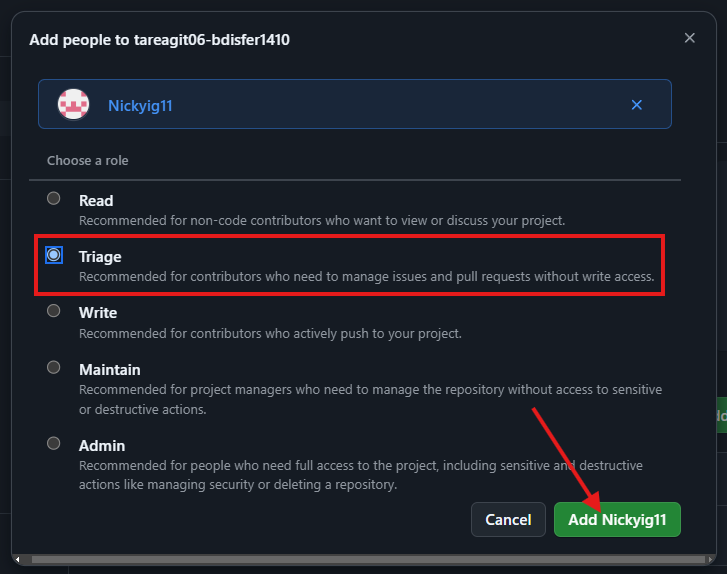 Add people to tareagit06-bdisfer1410
Nickyig11
Choose a role
Read
Recommended for non-code contributors who want to view or discuss your project.
Triage
Recommended for contributors who need to manage issues and pull requests without write access.
Write
Recommended for contributors who actively push to your project.
Maintain
Recommended for project managers who need to manage the repository without access to sensitive
or destructive actions.
Admin
Recommended for people who need full access to the project, including sensitive and destructive
actions like managing security or deleting a repository.
Cancel
Add Nickyig11